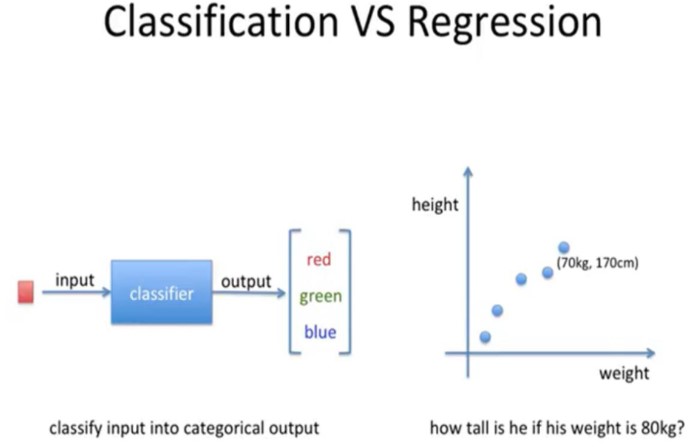 Classification VS Regression
input
classifier
output
red
green
blue
classify input into categorical output
height
(70kg, 170cm)
weight
how tall is he if his weight is 80kg?